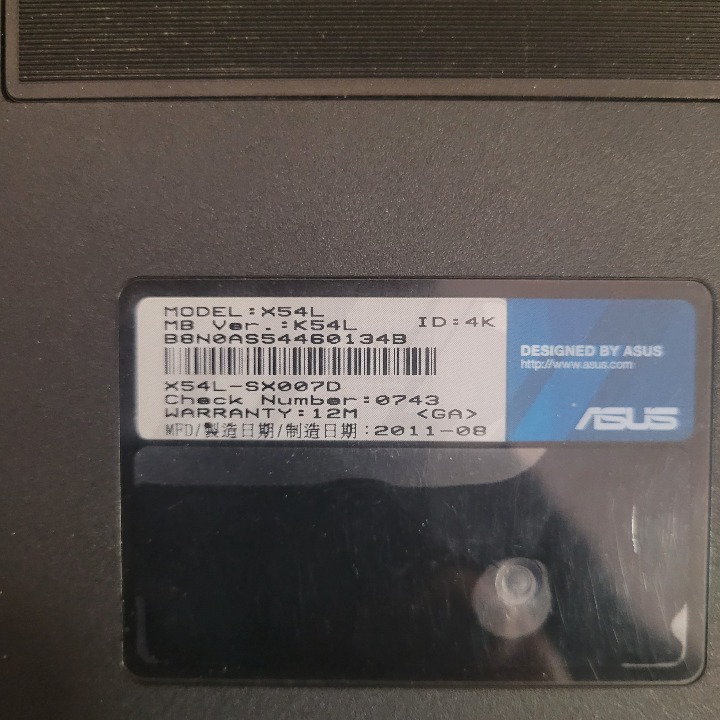 MODEL:X54L
MB Ver.:K54L ID:4K
B8N0AS54460134B
X54L-SX007D
Check Number:0743
WARRANTY:12M <GA>
MFD/製造日期/制造日期:2011-08
DESIGNED BY ASUS
http://www.asus.com
ASUS